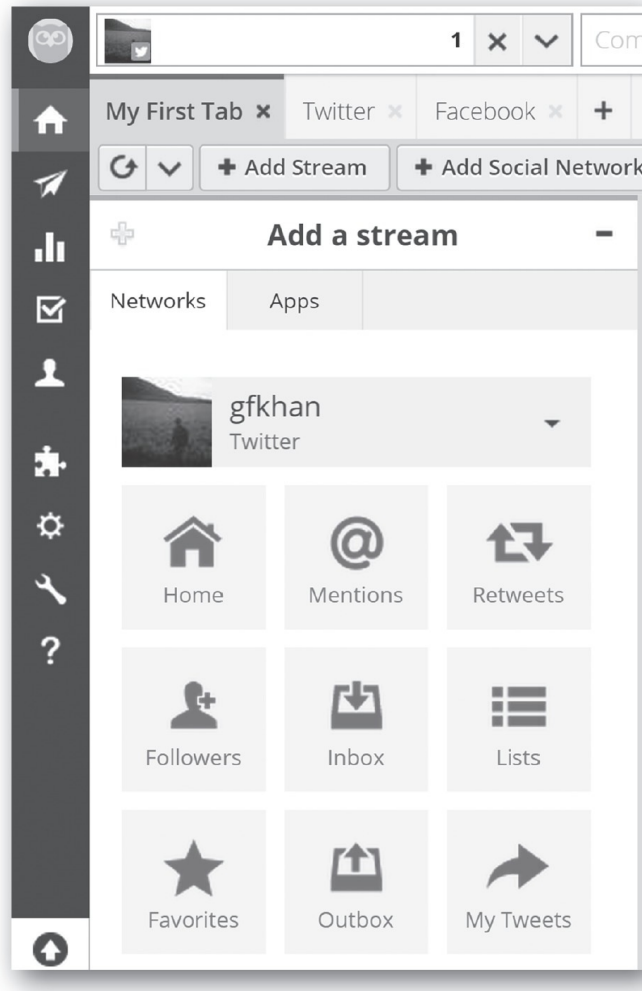 1 Com
My First Tab Twitter Facebook
Add Stream Add Social Network
Add a stream
Networks Apps
gfkhan
Twitter
Home Mentions Retweets
Followers Inbox Lists
Favorites Outbox My Tweets